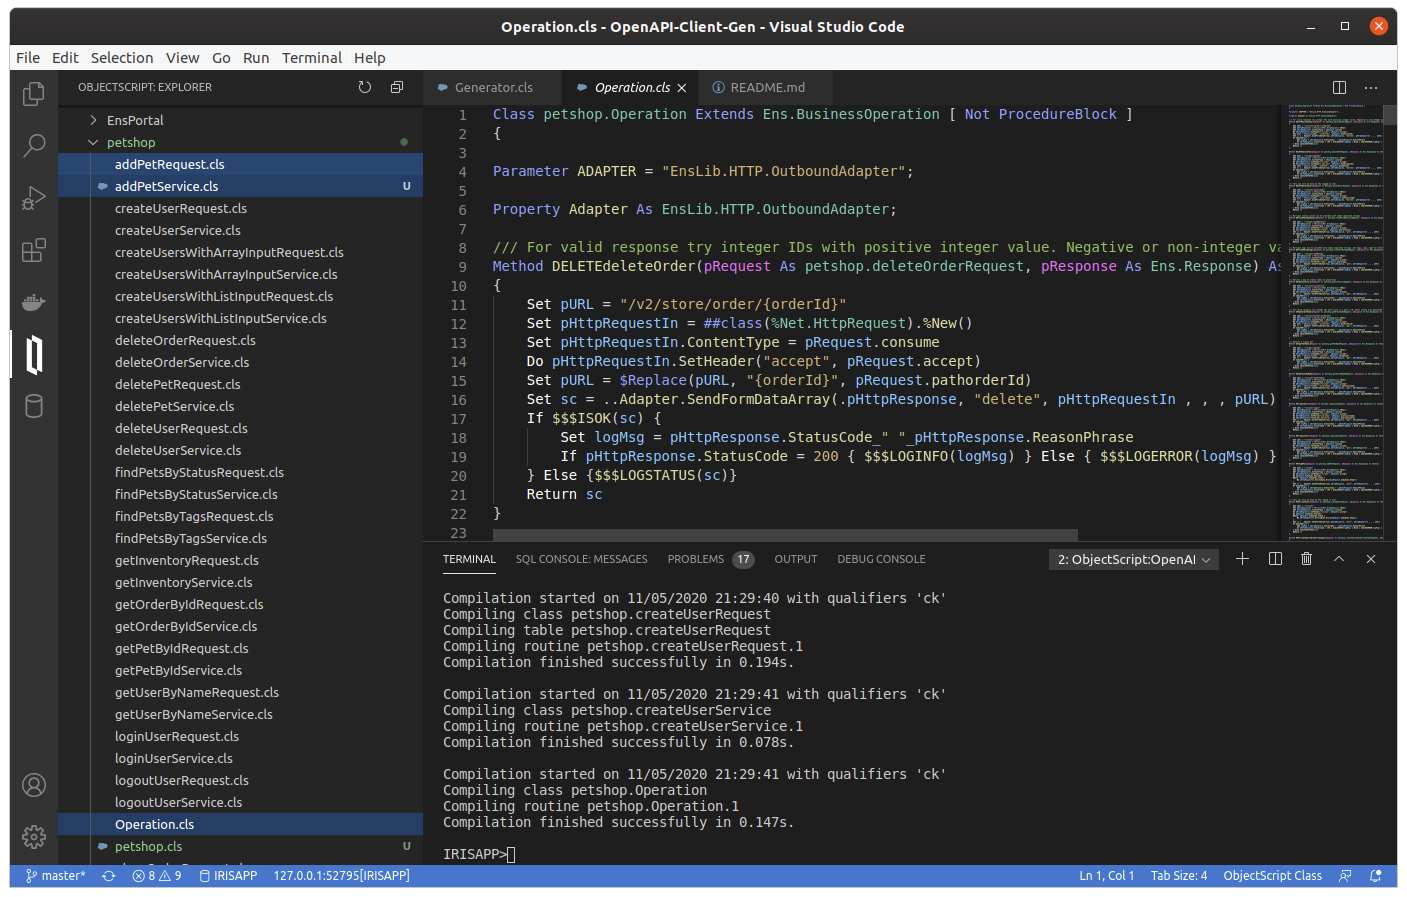 Operation.cls - OpenAPI-Client-Gen - Visual Studio Code
File Edit Selection View Go Run Terminal Help
OBJECTSCRIPT: EXPLORER
EnsPortal
petshop
addPetRequest.cls
addPetService.cls U
createUserRequest.cls
createUserService.cls
createUsersWithArrayInputRequest.cls
createUsersWithArrayInputService.cls
createUsersWithListInputRequest.cls
createUsersWithListInputService.cls
deleteOrderRequest.cls
deleteOrderService.cls
deletePetRequest.cls
deletePetService.cls
deleteUserRequest.cls
deleteUserService.cls
findPetsByStatusRequest.cls
findPetsByStatusService.cls
findPetsByTagsRequest.cls
findPetsByTagsService.cls
getInventoryRequest.cls
getInventoryService.cls
getOrderByIdRequest.cls
getOrderByIdService.cls
getPetByIdRequest.cls
getPetByIdService.cls
getUserByNameRequest.cls
getUserByNameService.cls
loginUserRequest.cls
loginUserService.cls
logoutUserRequest.cls
logoutUserService.cls
Operation.cls
petshop.cls U
Generator.cls Operation.cls README.md
1 Class petshop.Operation Extends Ens.BusinessOperation [ Not ProcedureBlock ]
2 {
3
4 Parameter ADAPTER = "EnsLib.HTTP.OutboundAdapter";
5
6 Property Adapter As EnsLib.HTTP.OutboundAdapter;
7
8 /// For valid response try integer IDs with positive integer value. Negative or non-integer va
9 Method DELETEdeleteOrder(pRequest As petshop.deleteOrderRequest, pResponse As Ens.Response) As
10 {
11 Set pURL = "/v2/store/order/{orderId}"
12 Set pHttpRequestIn = ##class(%Net.HttpRequest).%New()
13 Set pHttpRequestIn.ContentType = pRequest.consume
14 Do pHttpRequestIn.SetHeader("accept", pRequest.accept)
15 Set pURL = $Replace(pURL, "{orderId}", pRequest.pathorderId)
16 Set sc = ..Adapter.SendFormDataArray(.pHttpResponse, "delete", pHttpRequestIn , , , pURL)
17 If $$$ISOK(sc) {
18 Set logMsg = pHttpResponse.StatusCode_" "_pHttpResponse.ReasonPhrase
19 If pHttpResponse.StatusCode = 200 { $$$LOGINFO(logMsg) } Else { $$$LOGERROR(logMsg) }
20 } Else {$$$LOGSTATUS(sc)}
21 Return sc
22 }
23
TERMINAL SQL CONSOLE: MESSAGES PROBLEMS 17 OUTPUT DEBUG CONSOLE 2: ObjectScript:OpenAI
Compilation started on 11/05/2020 21:29:40 with qualifiers 'ck'
Compiling class petshop.createUserRequest
Compiling table petshop.createUserRequest
Compiling routine petshop.createUserRequest.1
Compilation finished successfully in 0.194s.
Compilation started on 11/05/2020 21:29:41 with qualifiers 'ck'
Compiling class petshop.createUserService
Compiling routine petshop.createUserService.1
Compilation finished successfully in 0.078s.
Compilation started on 11/05/2020 21:29:41 with qualifiers 'ck'
Compiling class petshop.Operation
Compiling routine petshop.Operation.1
Compilation finished successfully in 0.147s.
IRISAPP>
master* 8 9 IRISAPP 127.0.0.1:52795[IRISAPP] Ln 1, Col 1 Tab Size: 4 ObjectScript Class